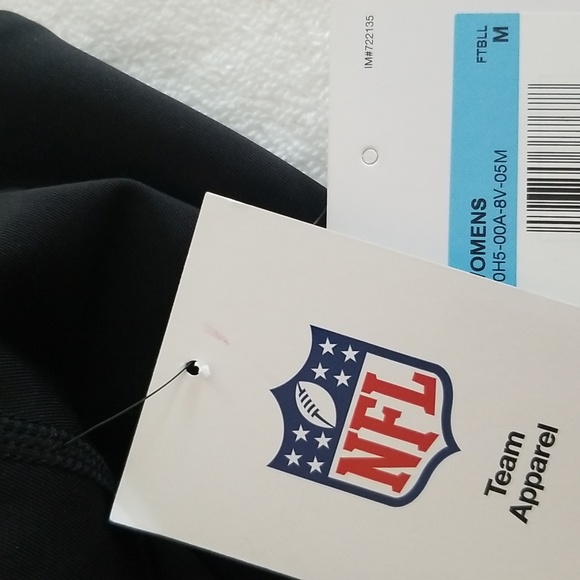 IM#722135
FTBLL
M
OMENS
0H5-00A-8V-05M
NFL
Team
Apparel